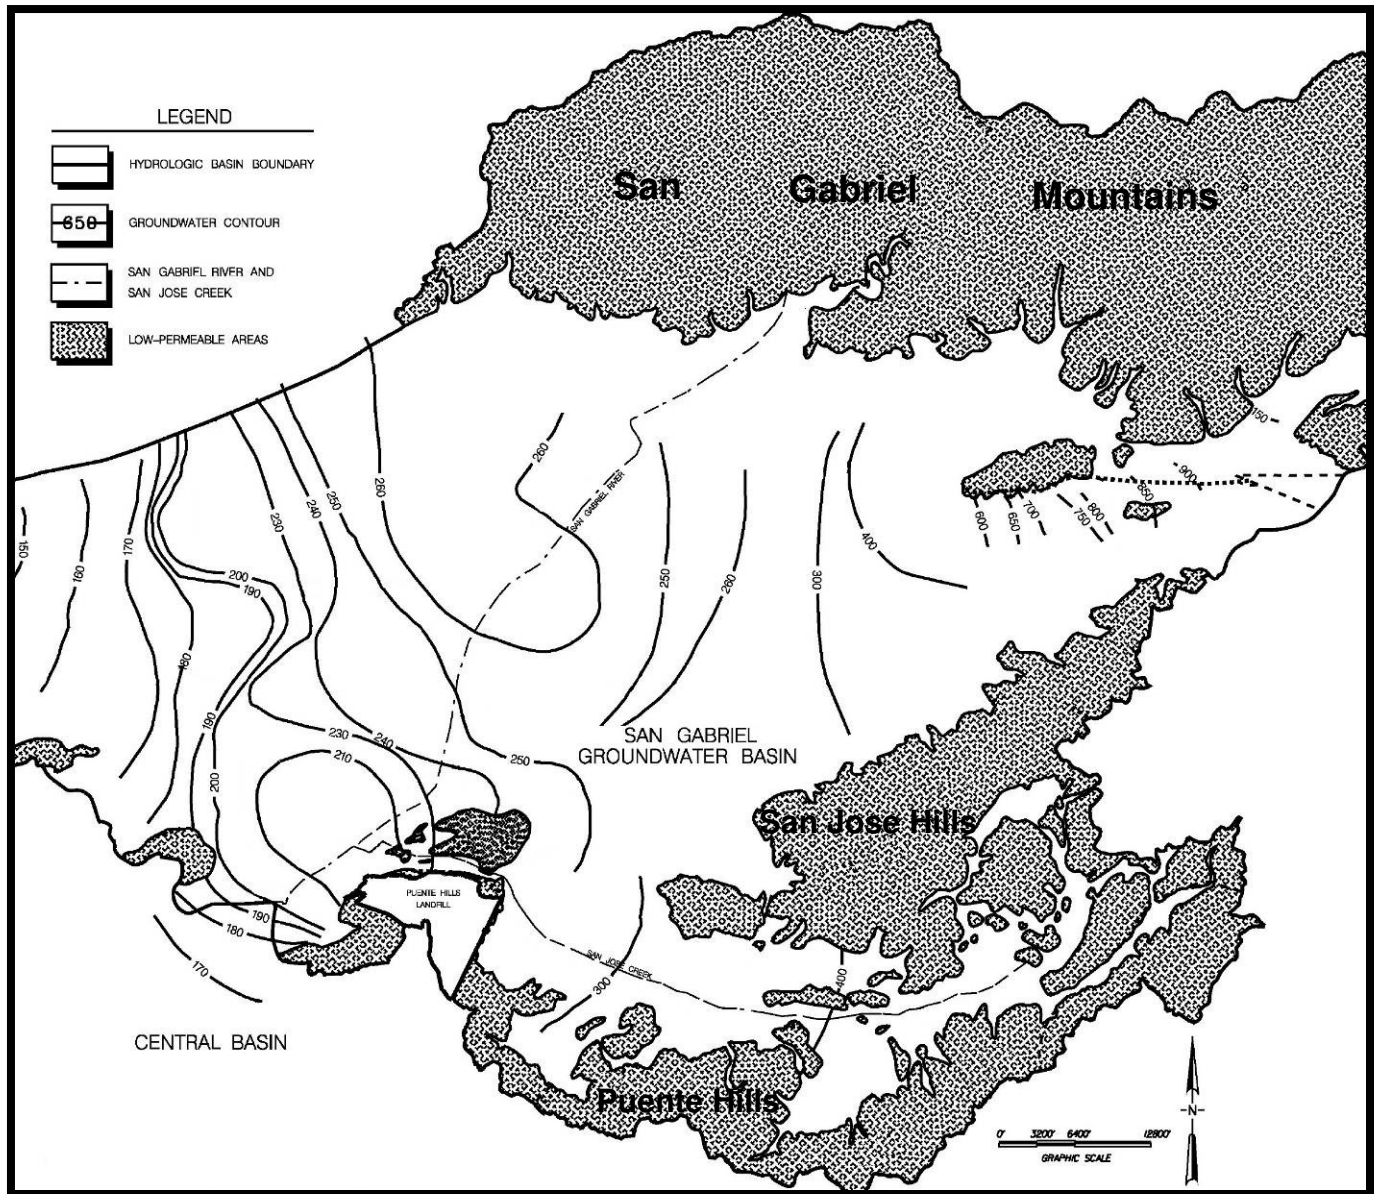 LEGEND
HYDROLOGIC BASIN BOUNDARY
650
GROUNDWATER CONTOUR
SAN GABRIEL RIVER AND
SAN JOSE CREEK
LOW-PERMEABLE AREAS
San Gabriel Mountains
150
260
260
250
240
230
SAN GABRIEL RIVER
900
850
800
750
700
650
600
400
300
260
250
150
160
170
200
190
180
190
200
230
240
210
250
SAN GABRIEL
GROUNDWATER BASIN
San Jose Hills
PUENTE HILLS
LANDFILL
190
180
170
SAN JOSE CREEK
300
400
CENTRAL BASIN
Puente Hills
-N-
0' 3200' 6400' 12800'
GRAPHIC SCALE